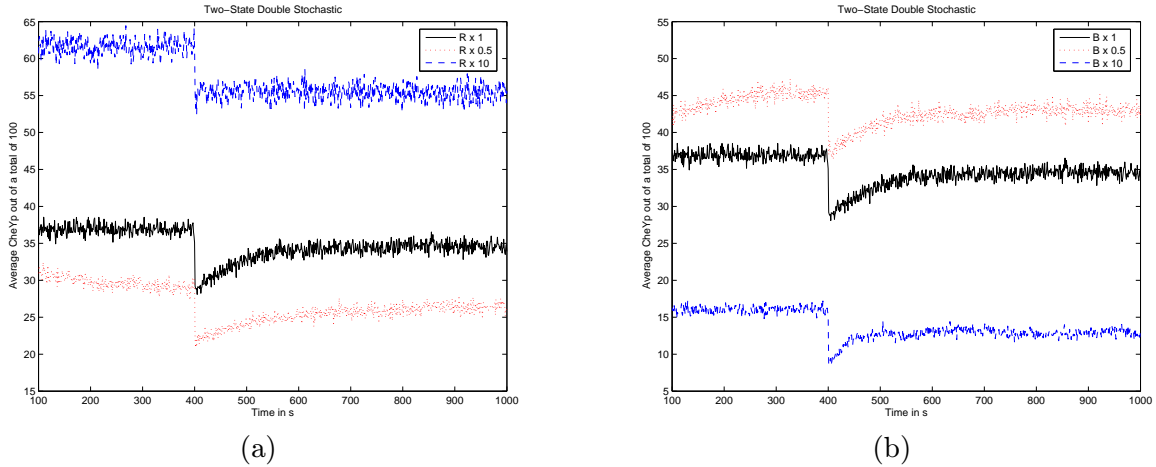 Two−State Double Stochastic
65
60
55
50
45
40
35
30
25
20
15
Average CheYp out of a total of 100
R x 1
R x 0.5
R x 10
100 200 300 400 500 600 700 800 900 1000
Time in s
(a)
Two−State Double Stochastic
55
50
45
40
35
30
25
20
15
10
5
Average CheYp out of a total of 100
B x 1
B x 0.5
B x 10
100 200 300 400 500 600 700 800 900 1000
Time in s
(b)